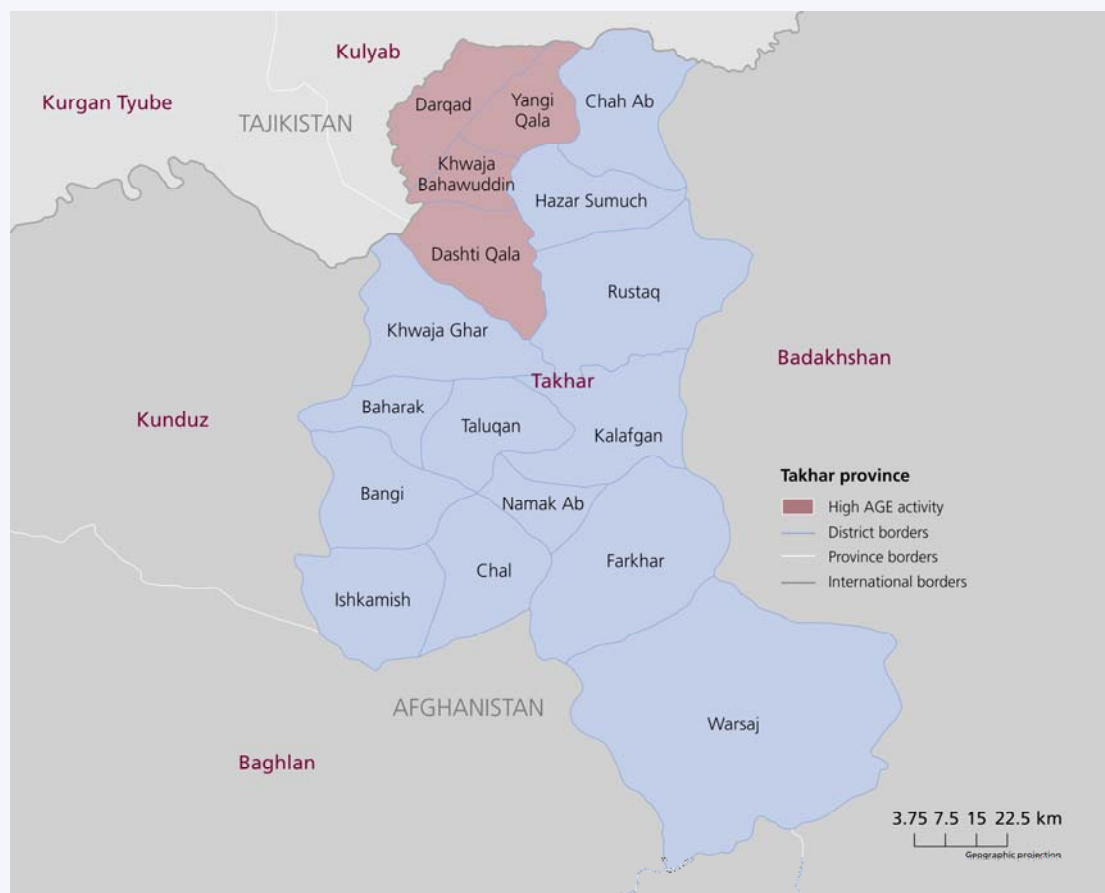 Kulyab
Kurgan Tyube
TAJIKISTAN
Darqad
Yangi
Qala
Chah Ab
Khwaja
Bahawuddin
Hazar Sumuch
Dashti Qala
Rustaq
Khwaja Ghar
Badakhshan
Takhar
Kunduz
Baharak
Taluqan
Kalafgan
Bangi
Namak Ab
Takhar province
High AGE activity
District borders
Province borders
International borders
Farkhar
Chal
Ishkamish
AFGHANISTAN
Warsaj
Baghlan
3.75 7.5 15 22.5 km
Geographic projection